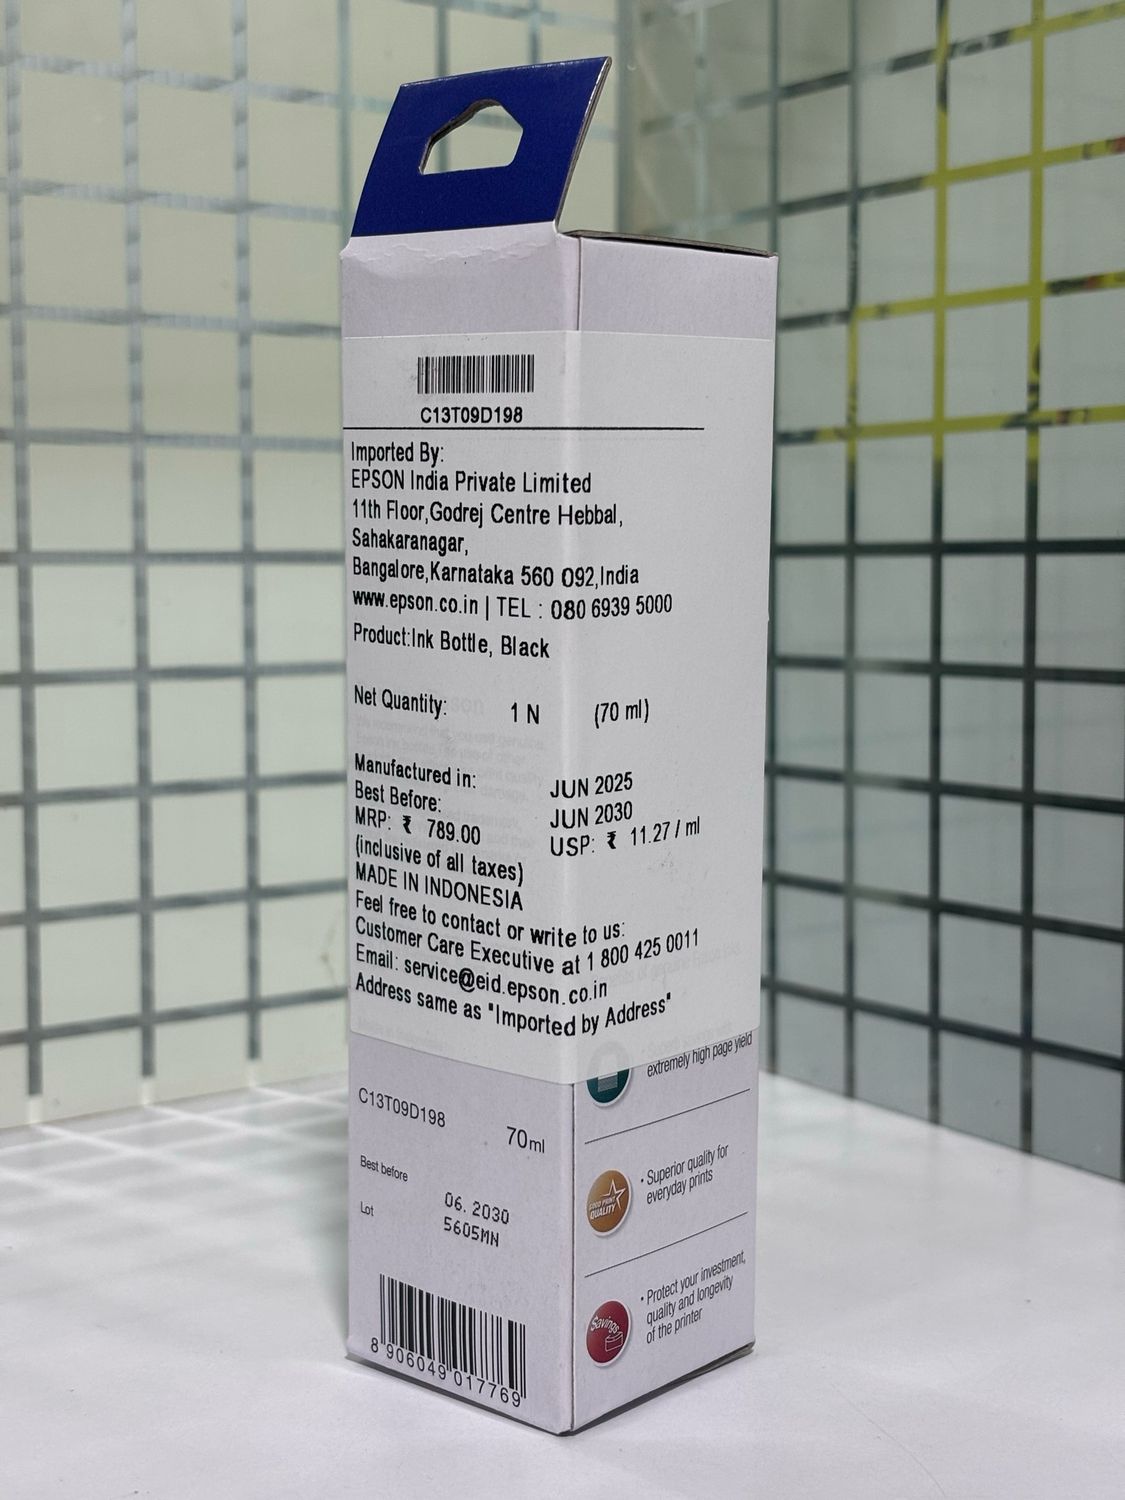 C13T09D198
Imported By:
EPSON India Private Limited
11th Floor,Godrej Centre Hebbal,
Sahakaranagar,
Bangalore,Karnataka 560 092,India
www.epson.co.in | TEL : 080 6939 5000
Product:Ink Bottle, Black
Net Quantity: 1 N (70 ml)
Manufactured in: JUN 2025
Best Before: JUN 2030
MRP: ₹ 789.00 USP: ₹ 11.27 / ml
(inclusive of all taxes)
MADE IN INDONESIA
Feel free to contact or write to us:
Customer Care Executive at 1 800 425 0011
Email: service@eid.epson.co.in
Address same as "Imported by Address"
C13T09D198
70ml
Best before 06. 2030
Lot 5605MN
8 906049 017769
extremely high page yield
GOOD PRINT
QUALITY
• Superior quality for
everyday prints
Savings
• Protect your investment,
quality and longevity
of the printer